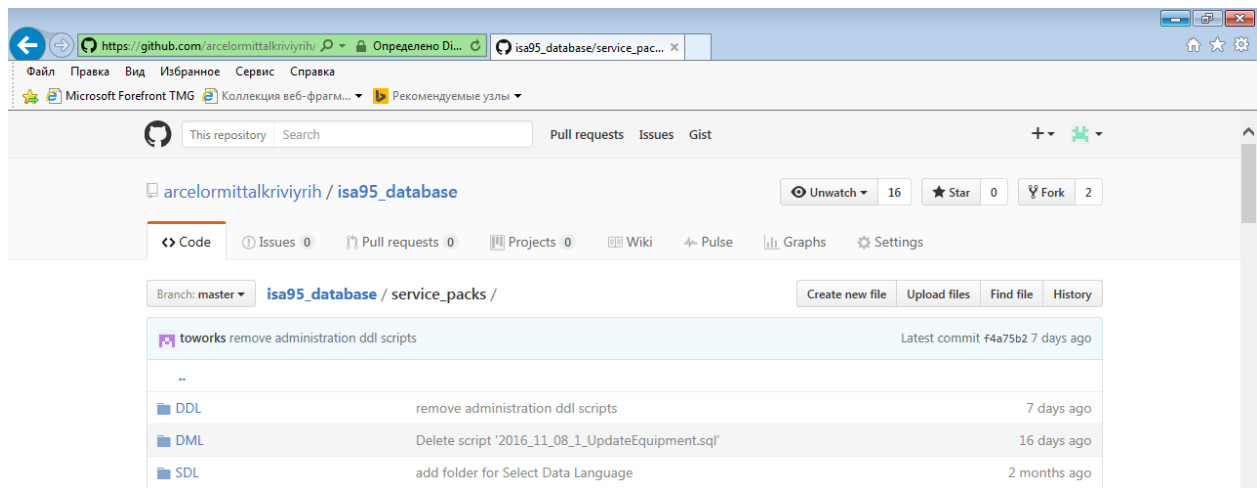 https://github.com/arcelormittalkriviyrih/ Определено Di... isa95_database/service_pac...
Файл Правка Вид Избранное Сервис Справка
Microsoft Forefront TMG Коллекция веб-фрагм... Рекомендуемые узлы
This repository Search Pull requests Issues Gist
arcelormittalkriviyrih / isa95_database Unwatch 16 Star 0 Fork 2
Code Issues 0 Pull requests 0 Projects 0 Wiki Pulse Graphs Settings
Branch: master isa95_database / service_packs / Create new file Upload files Find file History
toworks remove administration ddl scripts Latest commit f4a75b2 7 days ago
..
DDL remove administration ddl scripts 7 days ago
DML Delete script '2016_11_08_1_UpdateEquipment.sql' 16 days ago
SDL add folder for Select Data Language 2 months ago